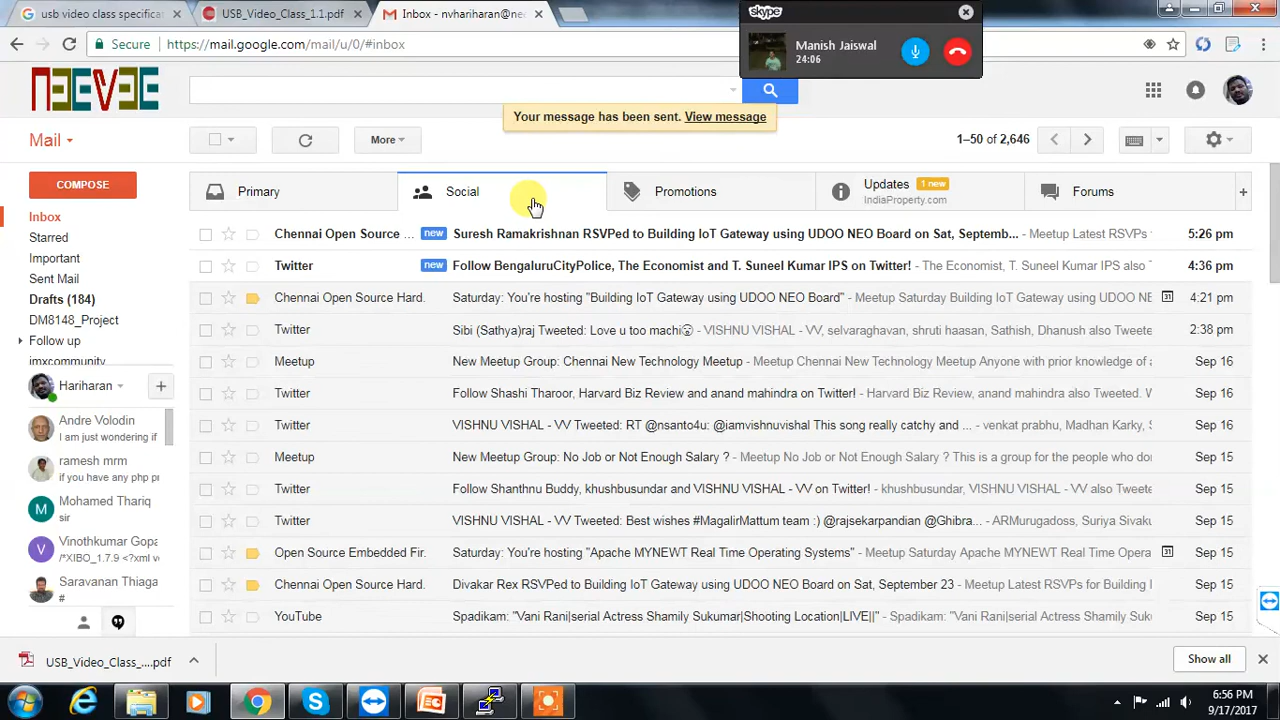 usb-video class specificat
USB_Video_Class_1.1.pdf
Inbox - nvhariharan@nee
skype
Manish Jaiswal
24:06
Secure
https://mail.google.com/mail/u/0/#inbox
Your message has been sent. View message
Mail
More
1–50 of 2,646
COMPOSE
Primary
Social
Promotions
Updates 1 new
IndiaProperty.com
Forums
+
Inbox
Starred
Important
Sent Mail
Drafts (184)
DM8148_Project
Follow up
imxcommunity
Chennai Open Source ... new Suresh Ramakrishnan RSVPed to Building IoT Gateway using UDOO NEO Board on Sat, Septemb... - Meetup Latest RSVPs 5:26 pm
Twitter new Follow BengaluruCityPolice, The Economist and T. Suneel Kumar IPS on Twitter! - The Economist, T. Suneel Kumar IPS also 4:36 pm
Chennai Open Source Hard. Saturday: You're hosting "Building IoT Gateway using UDOO NEO Board" - Meetup Saturday Building IoT Gateway using UDOO NE 31 4:21 pm
Twitter Sibi (Sathya)raj Tweeted: Love u too machi😘 - VISHNU VISHAL - VV, selvaraghavan, shruti haasan, Sathish, Dhanush also Tweete 2:38 pm
Meetup New Meetup Group: Chennai New Technology Meetup - Meetup Chennai New Technology Meetup Anyone with prior knowledge of Sep 16
Twitter Follow Shashi Tharoor, Harvard Biz Review and anand mahindra on Twitter! - Harvard Biz Review, anand mahindra also Tweeted. Sep 16
Twitter VISHNU VISHAL - VV Tweeted: RT @nsanto4u: @iamvishnuvishal This song really catchy and ... - venkat prabhu, Madhan Karky, Sep 16
Meetup New Meetup Group: No Job or Not Enough Salary ? - Meetup No Job or Not Enough Salary ? This is a group for the people who do Sep 15
Twitter Follow Shanthnu Buddy, khushbusundar and VISHNU VISHAL - VV on Twitter! - khushbusundar, VISHNU VISHAL - VV also Tweeted Sep 15
Twitter VISHNU VISHAL - VV Tweeted: Best wishes #MagalirMattum team :) @rajsekarpandian @Ghibra... - ARMurugadoss, Suriya Sivaku Sep 15
Open Source Embedded Fir. Saturday: You're hosting "Apache MYNEWT Real Time Operating Systems" - Meetup Saturday Apache MYNEWT Real Time Opera 31 Sep 15
Chennai Open Source Hard. Divakar Rex RSVPed to Building IoT Gateway using UDOO NEO Board on Sat, September 23 - Meetup Latest RSVPs for Building Sep 15
YouTube Spadikam: "Vani Rani|serial Actress Shamily Sukumar|Shooting Location|LIVE||" - Spadikam: "Vani Rani|serial Actress Shamily Sep 15
Hariharan
+
Andre Volodin
I am just wondering if
ramesh mrm
if you have any php p
M
Mohamed Thariq
sir
V
Vinothkumar Gopa
/*XIBO_1.7.9 <?xml ve
Saravanan Thiaga
#
USB_Video_Class_....pdf
Show all
6:56 PM
9/17/2017